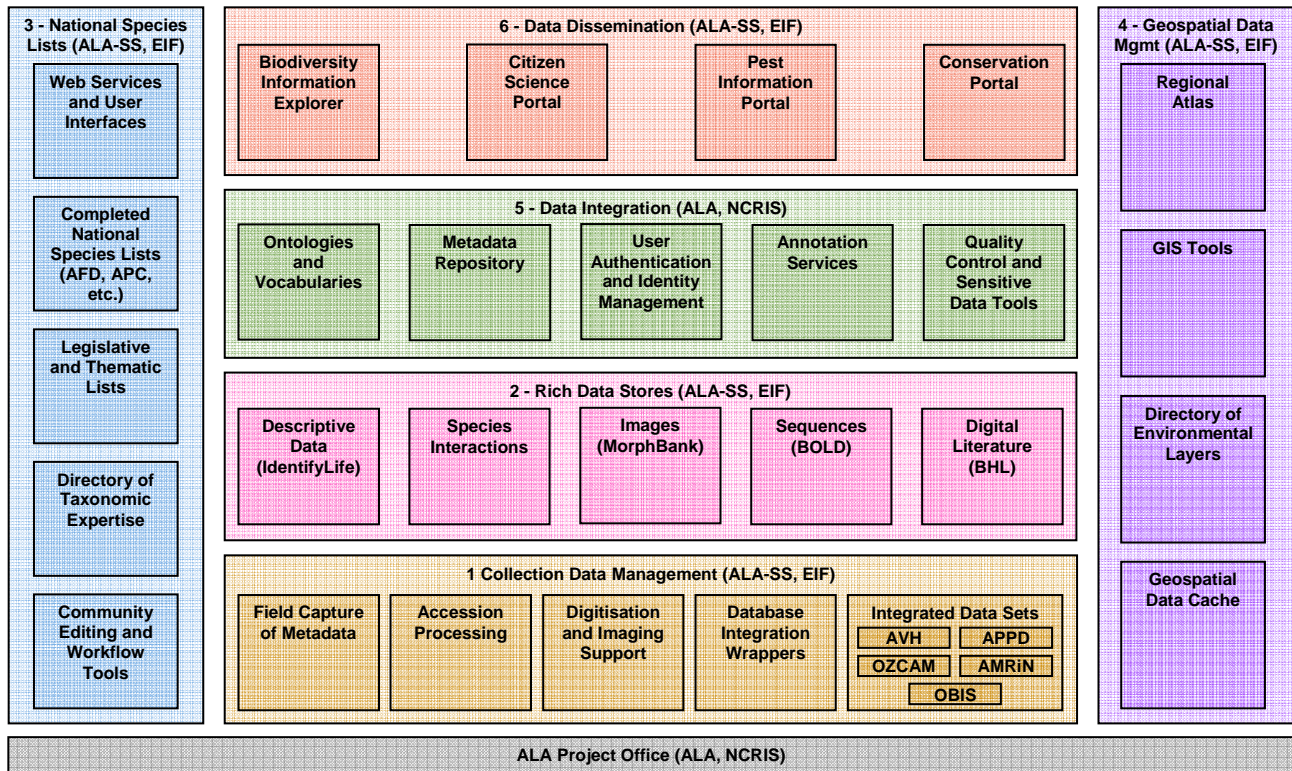 3 - National Species
Lists (ALA-SS, EIF)
Web Services
and User
Interfaces
Completed
National
Species Lists
(AFD, APC,
etc.)
Legislative
and Thematic
Lists
Directory of
Taxonomic
Expertise
Community
Editing and
Workflow
Tools
6 - Data Dissemination (ALA-SS, EIF)
Biodiversity
Information
Explorer
Citizen
Science
Portal
Pest
Information
Portal
Conservation
Portal
5 - Data Integration (ALA, NCRIS)
Ontologies
and
Vocabularies
Metadata
Repository
User
Authentication
and Identity
Management
Annotation
Services
Quality
Control and
Sensitive
Data Tools
2 - Rich Data Stores (ALA-SS, EIF)
Descriptive
Data
(IdentifyLife)
Species
Interactions
Images
(MorphBank)
Sequences
(BOLD)
Digital
Literature
(BHL)
1 Collection Data Management (ALA-SS, EIF)
Field Capture
of Metadata
Accession
Processing
Digitisation
and Imaging
Support
Database
Integration
Wrappers
Integrated Data Sets
AVH
APPD
OZCAM
AMRiN
OBIS
4 - Geospatial Data
Mgmt (ALA-SS, EIF)
Regional
Atlas
GIS Tools
Directory of
Environmental
Layers
Geospatial
Data Cache
ALA Project Office (ALA, NCRIS)